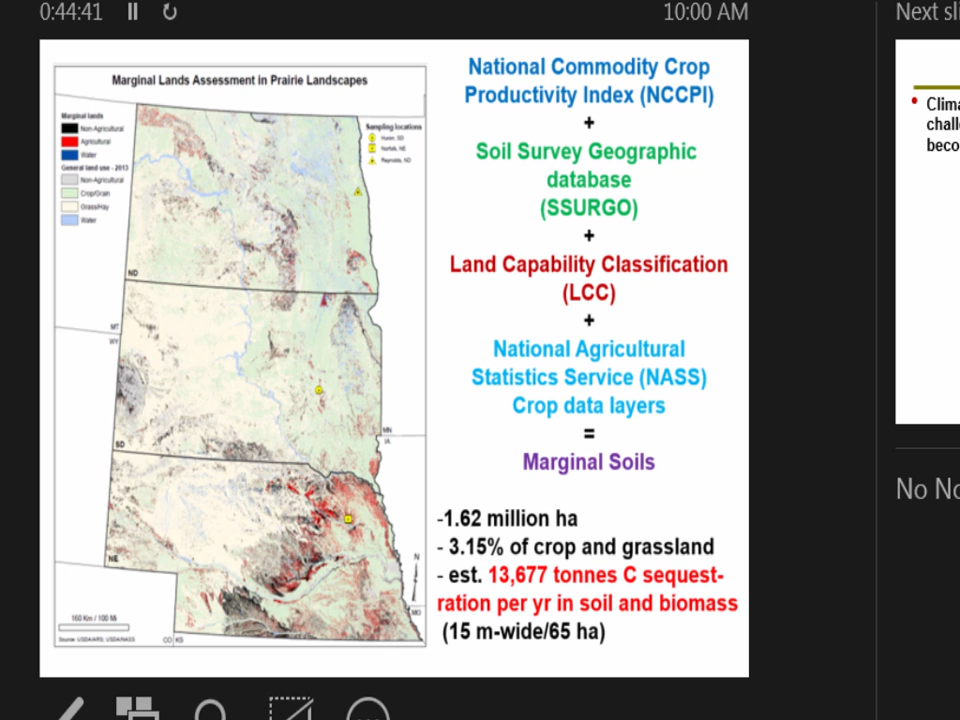 0:44:41
10:00 AM
Next sli
Marginal Lands Assessment in Prairie Landscapes
Marginal lands
Non-Agricultural
Agricultural
Water
General land use - 2013
Non-Agricultural
Crop/Grain
Grass/Hay
Water
Sampling locations
Huron, SD
Norfolk, NE
Reynolds, ND
ND
MT
WY
SD
MN
IA
NE
N
MO
160 Km / 100 Mi
Source: USDA/ARS; USDA/NASS
CO
KS
National Commodity Crop
Productivity Index (NCCPI)
+
Soil Survey Geographic
database
(SSURGO)
+
Land Capability Classification
(LCC)
+
National Agricultural
Statistics Service (NASS)
Crop data layers
=
Marginal Soils
-1.62 million ha
- 3.15% of crop and grassland
- est. 13,677 tonnes C sequest-
ration per yr in soil and biomass
(15 m-wide/65 ha)
• Clima
challe
beco
No No